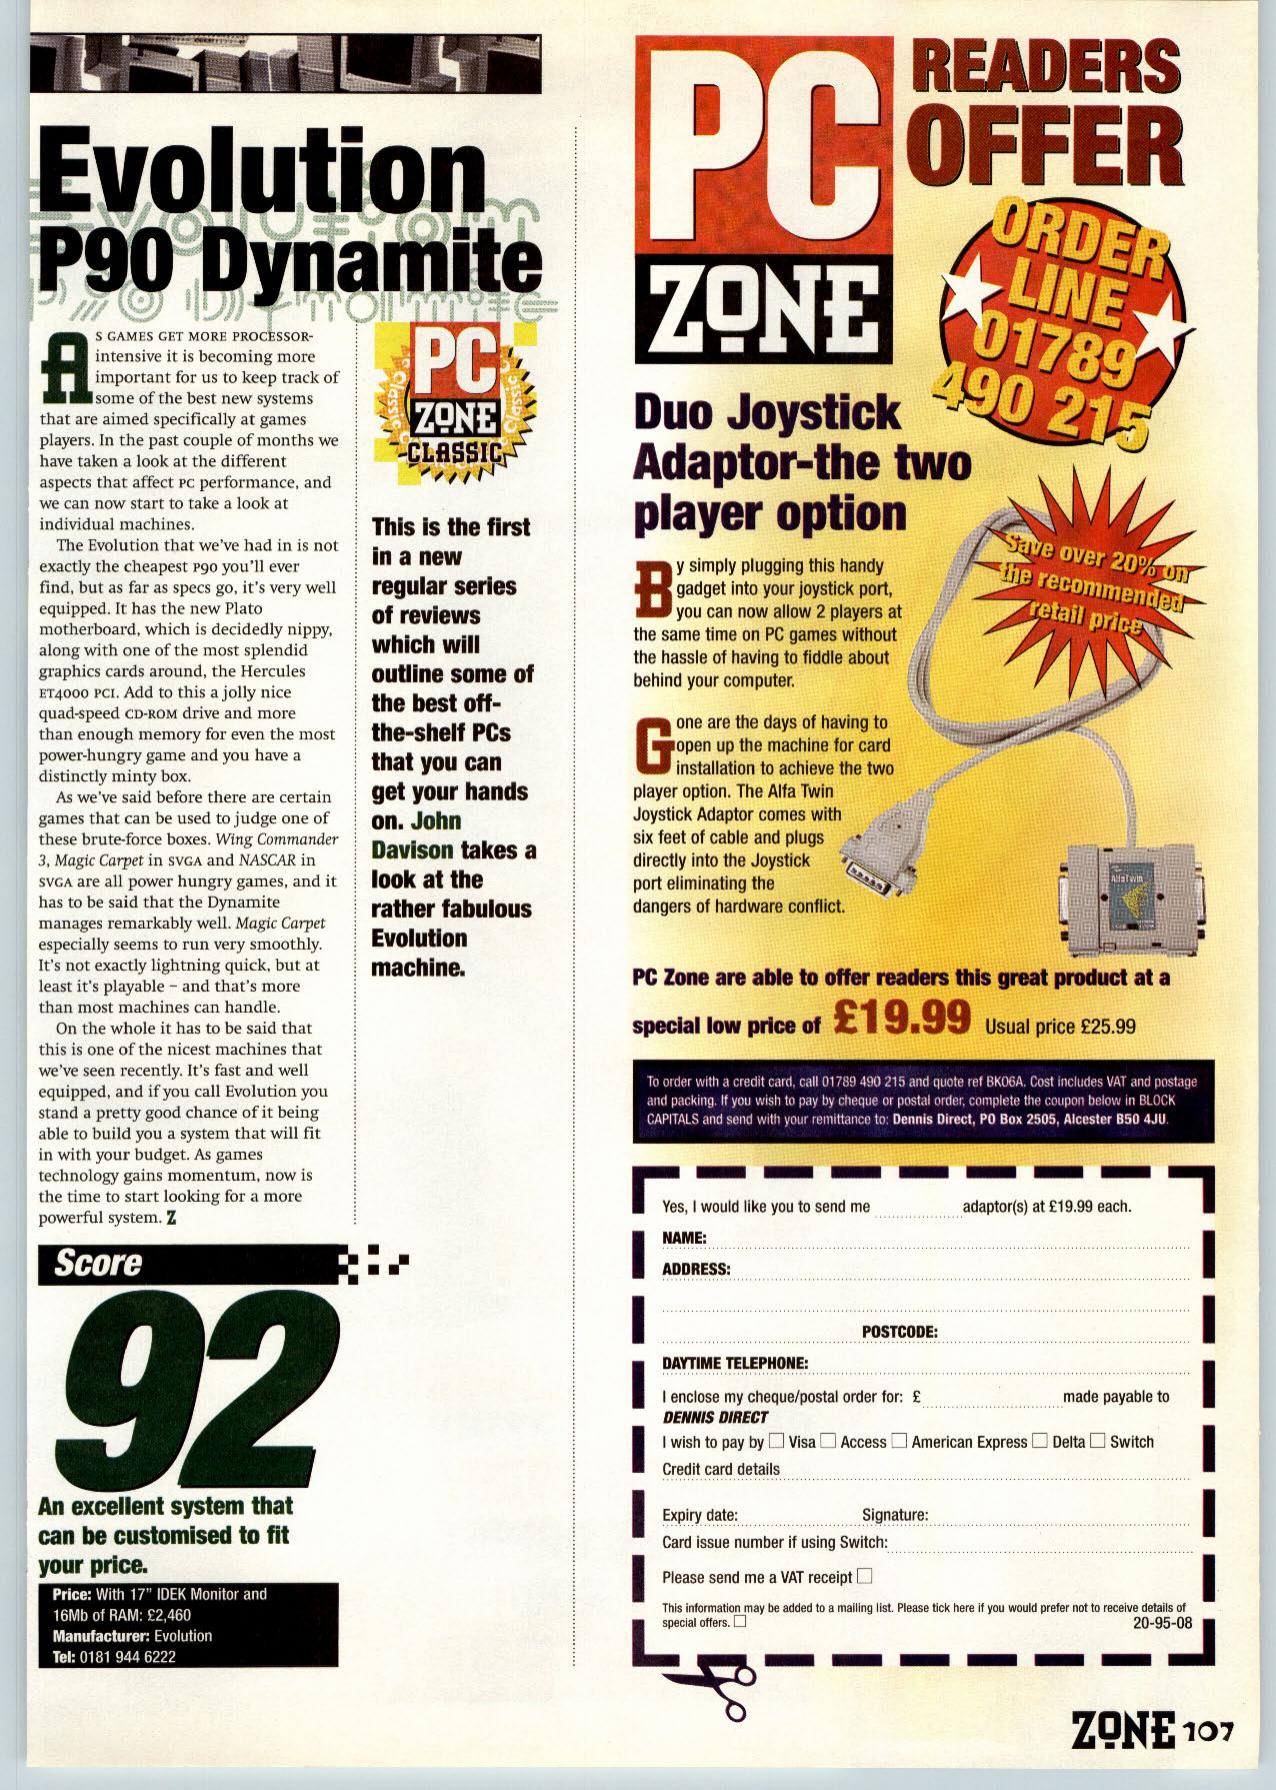 Evolution
P90 Dynamite
AS GAMES GET MORE PROCESSOR-
intensive it is becoming more
important for us to keep track of
some of the best new systems
that are aimed specifically at games
players. In the past couple of months we
have taken a look at the different
aspects that affect PC performance, and
we can now start to take a look at
individual machines.
The Evolution that we've had in is not
exactly the cheapest P90 you'll ever
find, but as far as specs go, it's very well
equipped. It has the new Plato
motherboard, which is decidedly nippy,
along with one of the most splendid
graphics cards around, the Hercules
ET4000 PCI. Add to this a jolly nice
quad-speed CD-ROM drive and more
than enough memory for even the most
power-hungry game and you have a
distinctly minty box.
As we've said before there are certain
games that can be used to judge one of
these brute-force boxes. Wing Commander
3, Magic Carpet in SVGA and NASCAR in
SVGA are all power hungry games, and it
has to be said that the Dynamite
manages remarkably well. Magic Carpet
especially seems to run very smoothly.
It's not exactly lightning quick, but at
least it's playable – and that's more
than most machines can handle.
On the whole it has to be said that
this is one of the nicest machines that
we've seen recently. It's fast and well
equipped, and if you call Evolution you
stand a pretty good chance of it being
able to build you a system that will fit
in with your budget. As games
technology gains momentum, now is
the time to start looking for a more
powerful system. Z
PC
ZONE
CLASSIC
This is the first
in a new
regular series
of reviews
which will
outline some of
the best off-
the-shelf PCs
that you can
get your hands
on. John
Davison takes a
look at the
rather fabulous
Evolution
machine.
Score
92
An excellent system that
can be customised to fit
your price.
Price: With 17" IDEK Monitor and
16Mb of RAM: £2,460
Manufacturer: Evolution
Tel: 0181 944 6222
PC
ZONE
READERS
OFFER
ORDER
LINE
01789
490 215
Duo Joystick
Adaptor-the two
player option
Save over 20% on
the recommended
retail price
By simply plugging this handy
gadget into your joystick port,
you can now allow 2 players at
the same time on PC games without
the hassle of having to fiddle about
behind your computer.
Gone are the days of having to
open up the machine for card
installation to achieve the two
player option. The Alfa Twin
Joystick Adaptor comes with
six feet of cable and plugs
directly into the Joystick
port eliminating the
dangers of hardware conflict.
AlfaTwin
PC Zone are able to offer readers this great product at a
special low price of £19.99 Usual price £25.99
To order with a credit card, call 01789 490 215 and quote ref BK06A. Cost includes VAT and postage
and packing. If you wish to pay by cheque or postal order, complete the coupon below in BLOCK
CAPITALS and send with your remittance to: Dennis Direct, PO Box 2505, Alcester B50 4JU.
Yes, I would like you to send me adaptor(s) at £19.99 each.
NAME:
ADDRESS:
POSTCODE:
DAYTIME TELEPHONE:
I enclose my cheque/postal order for: £ made payable to
DENNIS DIRECT
I wish to pay by Visa Access American Express Delta Switch
Credit card details
Expiry date: Signature:
Card issue number if using Switch:
Please send me a VAT receipt
This information may be added to a mailing list. Please tick here if you would prefer not to receive details of
special offers. 20-95-08
ZONE 107